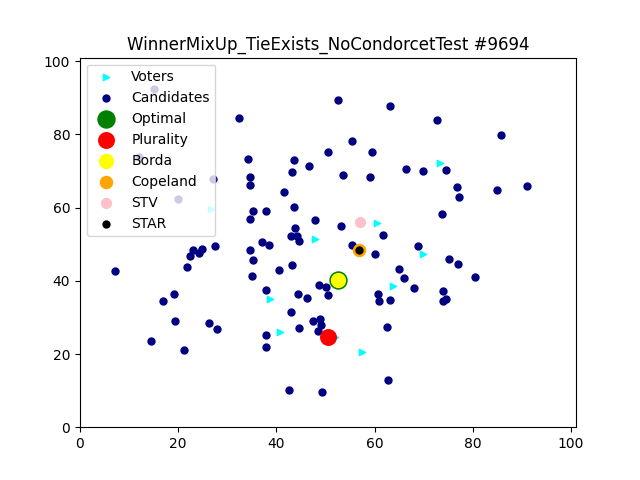 WinnerMixUp_TieExists_NoCondorcetTest #9694
100
80
60
40
20
0
0 20 40 60 80 100
Voters
Candidates
Optimal
Plurality
Borda
Copeland
STV
STAR